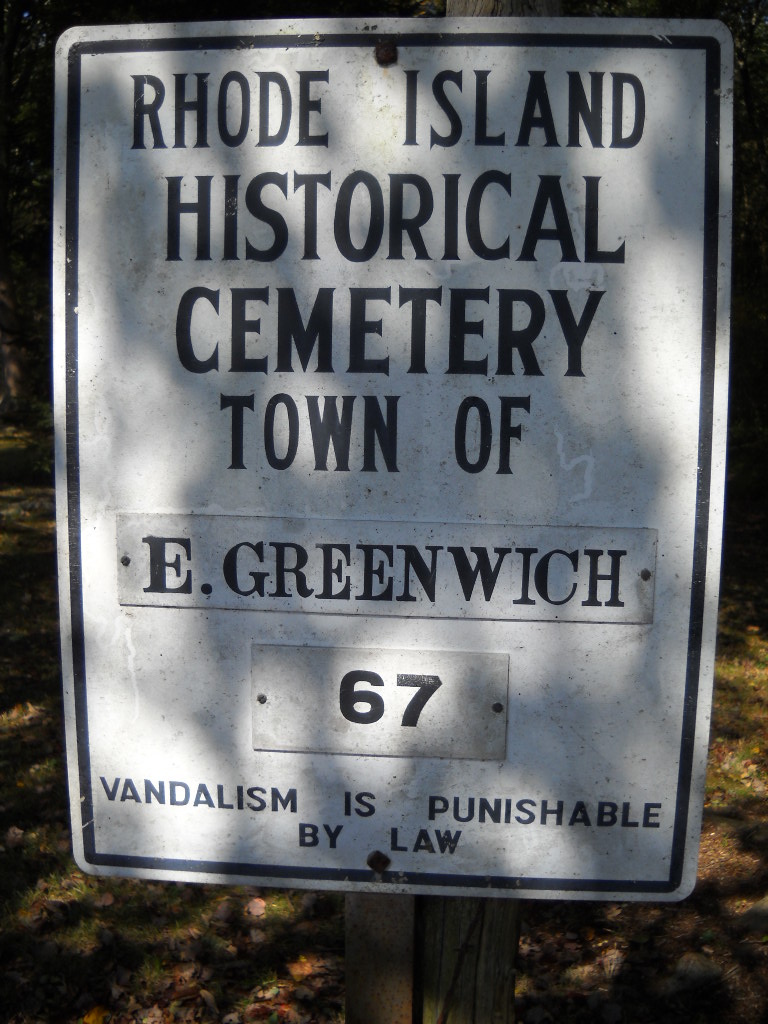 RHODE ISLAND
HISTORICAL
CEMETERY
TOWN OF
E. GREENWICH
67
VANDALISM IS PUNISHABLE
BY LAW